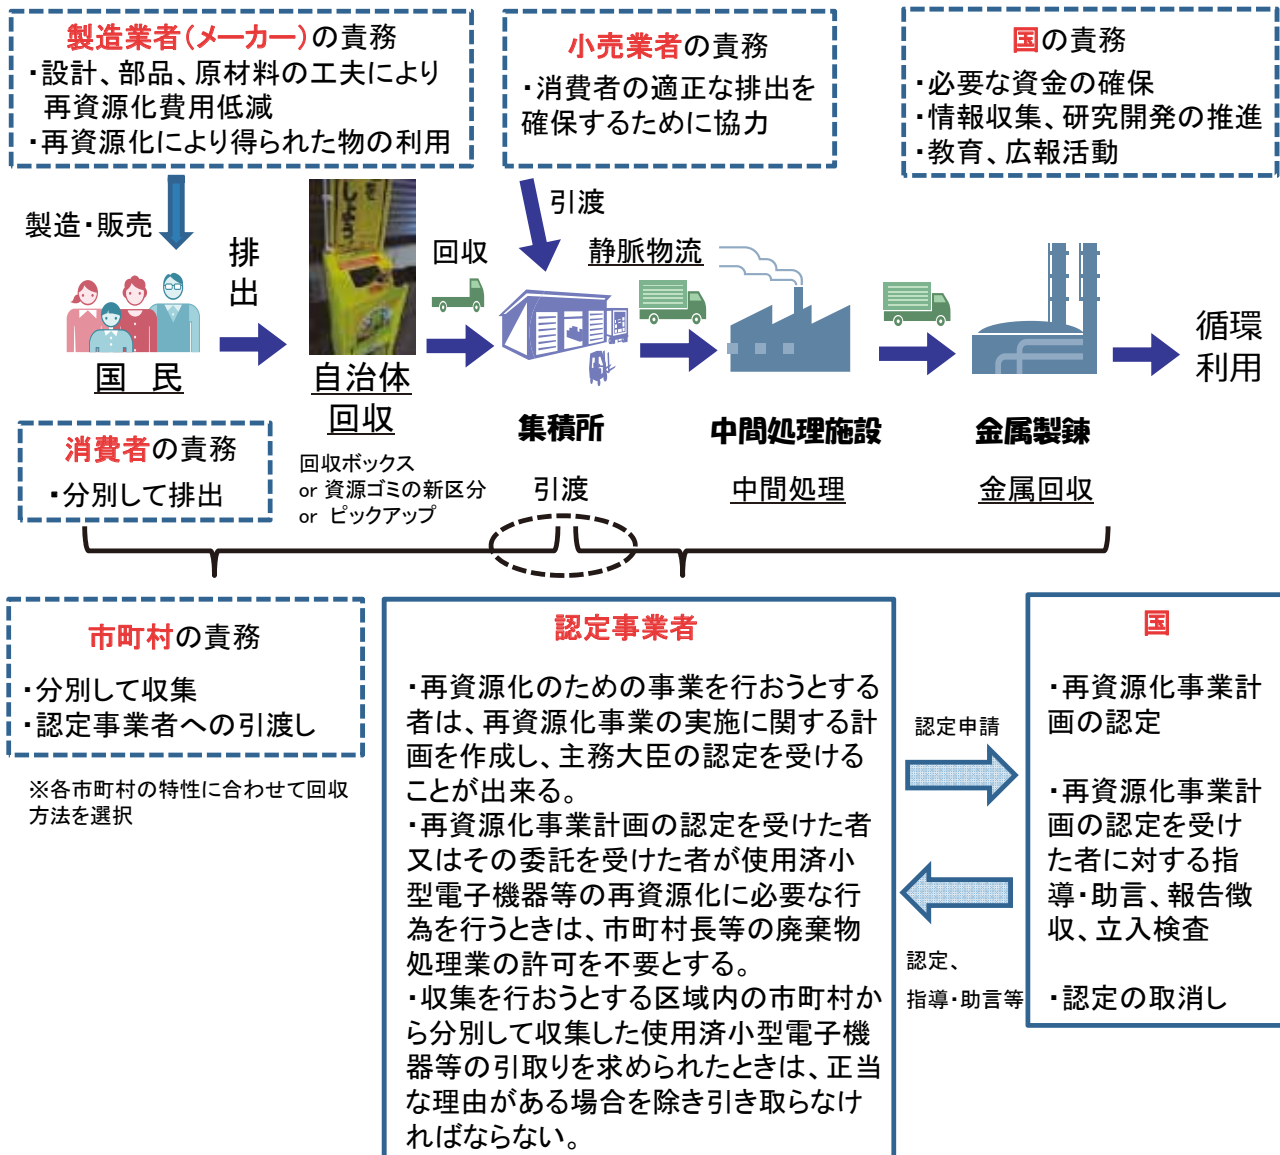 製造業者(メーカー)の責務
・設計、部品、原材料の工夫により
再資源化費用低減
・再資源化により得られた物の利用
小売業者の責務
・消費者の適正な排出を
確保するために協力
国の責務
・必要な資金の確保
・情報収集、研究開発の推進
・教育、広報活動
製造・販売
排
出
回収
引渡
静脈物流
循環
利用
国　民
自治体
回収
集積所
中間処理施設
金属製錬
消費者の責務
・分別して排出
回収ボックス
or 資源ゴミの新区分
or ピックアップ
引渡
中間処理
金属回収
市町村の責務
・分別して収集
・認定事業者への引渡し
※各市町村の特性に合わせて回収
方法を選択
認定事業者
・再資源化のための事業を行おうとする
者は、再資源化事業の実施に関する計
画を作成し、主務大臣の認定を受ける
ことが出来る。
・再資源化事業計画の認定を受けた者
又はその委託を受けた者が使用済小
型電子機器等の再資源化に必要な行
為を行うときは、市町村長等の廃棄物
処理業の許可を不要とする。
・収集を行おうとする区域内の市町村か
ら分別して収集した使用済小型電子機
器等の引取りを求められたときは、正当
な理由がある場合を除き引き取らなけ
ればならない。
認定申請
認定、
指導・助言等
国
・再資源化事業計
画の認定
・再資源化事業計
画の認定を受け
た者に対する指
導・助言、報告徴
収、立入検査
・認定の取消し